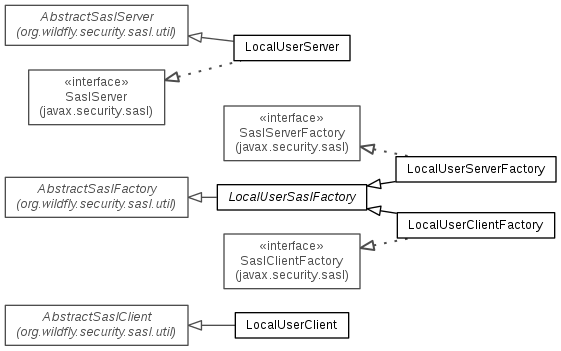 AbstractSaslServer
(org.wildfly.security.sasl.util)
LocalUserServer
«interface»
SaslServer
(javax.security.sasl)
«interface»
SaslServerFactory
(javax.security.sasl)
LocalUserServerFactory
AbstractSaslFactory
(org.wildfly.security.sasl.util)
LocalUserSaslFactory
LocalUserClientFactory
«interface»
SaslClientFactory
(javax.security.sasl)
AbstractSaslClient
(org.wildfly.security.sasl.util)
LocalUserClient